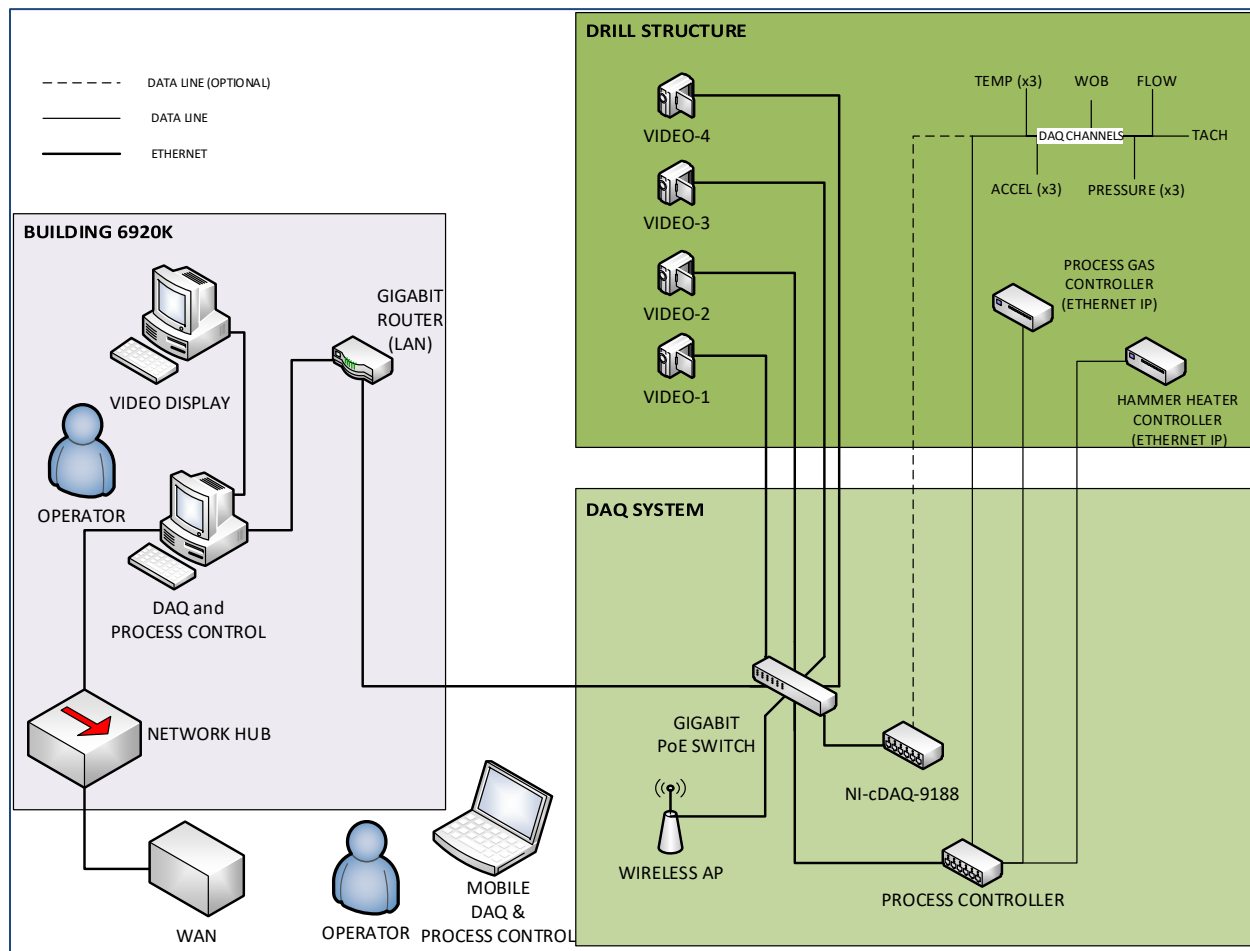 DRILL STRUCTURE
DATA LINE (OPTIONAL)
DATA LINE
ETHERNET
TEMP (x3)
WOB
FLOW
DAQ CHANNELS
TACH
ACCEL (x3)
PRESSURE (x3)
VIDEO-4
VIDEO-3
VIDEO-2
VIDEO-1
PROCESS GAS
CONTROLLER
(ETHERNET IP)
HAMMER HEATER
CONTROLLER
(ETHERNET IP)
BUILDING 6920K
GIGABIT
ROUTER
(LAN)
VIDEO DISPLAY
OPERATOR
DAQ and
PROCESS CONTROL
NETWORK HUB
WAN
OPERATOR
MOBILE
DAQ &
PROCESS CONTROL
DAQ SYSTEM
GIGABIT
PoE SWITCH
NI-cDAQ-9188
WIRELESS AP
PROCESS CONTROLLER